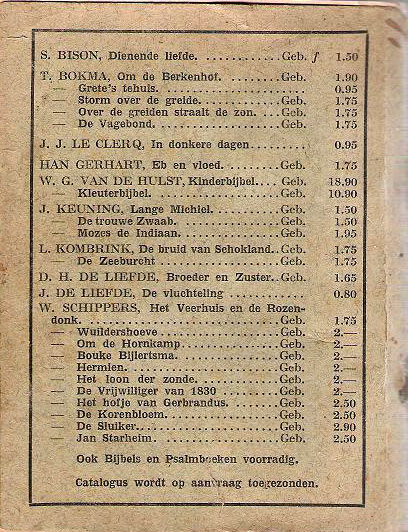 S. BISON, Dienende liefde. ............Geb. f 1.50
T. BOKMA, Om de Berkenhof. ........Geb. 1.90
— Grete's tehuis. ........................ 0.95
— Storm over de greide. ............Geb. 1.75
— Over de greiden straalt de zon. ...Geb. 1.75
— De Vagebond. ....................Geb. 1.75
J. J. LE CLERQ, In donkere dagen......... 0.95
HAN GERHART, Eb en vloed. ........Geb. 1.75
W. G. VAN DE HULST, Kinderbijbel....Geb. 18.90
— Kleuterbijbel. ....................Geb. 10.90
J. KEUNING, Lange Michiel. ..........Geb. 1.50
— De trouwe Zwaab. ................Geb. 1.50
— Mozes de Indiaan. ................Geb. 1.95
L. KOMBRINK, De bruid van Schokland..Geb. 1.75
— De Zeeburcht ....................Geb. 1.75
D. H. DE LIEFDE, Broeder en Zuster..Geb. 1.65
J. DE LIEFDE, De vluchteling ........... 0.80
W. SCHIPPERS, Het Veerhuis en de Rozen-
donk. ............................Geb. 1.75
— Wuildershoeve ....................Geb. 2.—
— Om de Hornkamp ................Geb. 2.—
— Bouke Bijlertsma. ................Geb. 2.—
— Hermien. ........................Geb. 2.—
— Het loon der zonde. ..............Geb. 2.—
— De Vrijwilliger van 1830 ..........Geb. 2.—
— Het hofje van Gerbrandus. ........Geb. 2.50
— De Korenbloem. ..................Geb. 2.50
— De Sluiker. ......................Geb. 2.90
— Jan Starheim. ....................Geb. 2.50
Ook Bijbels en Psalmboeken voorradig.
Catalogus wordt op aanvraag toegezonden.